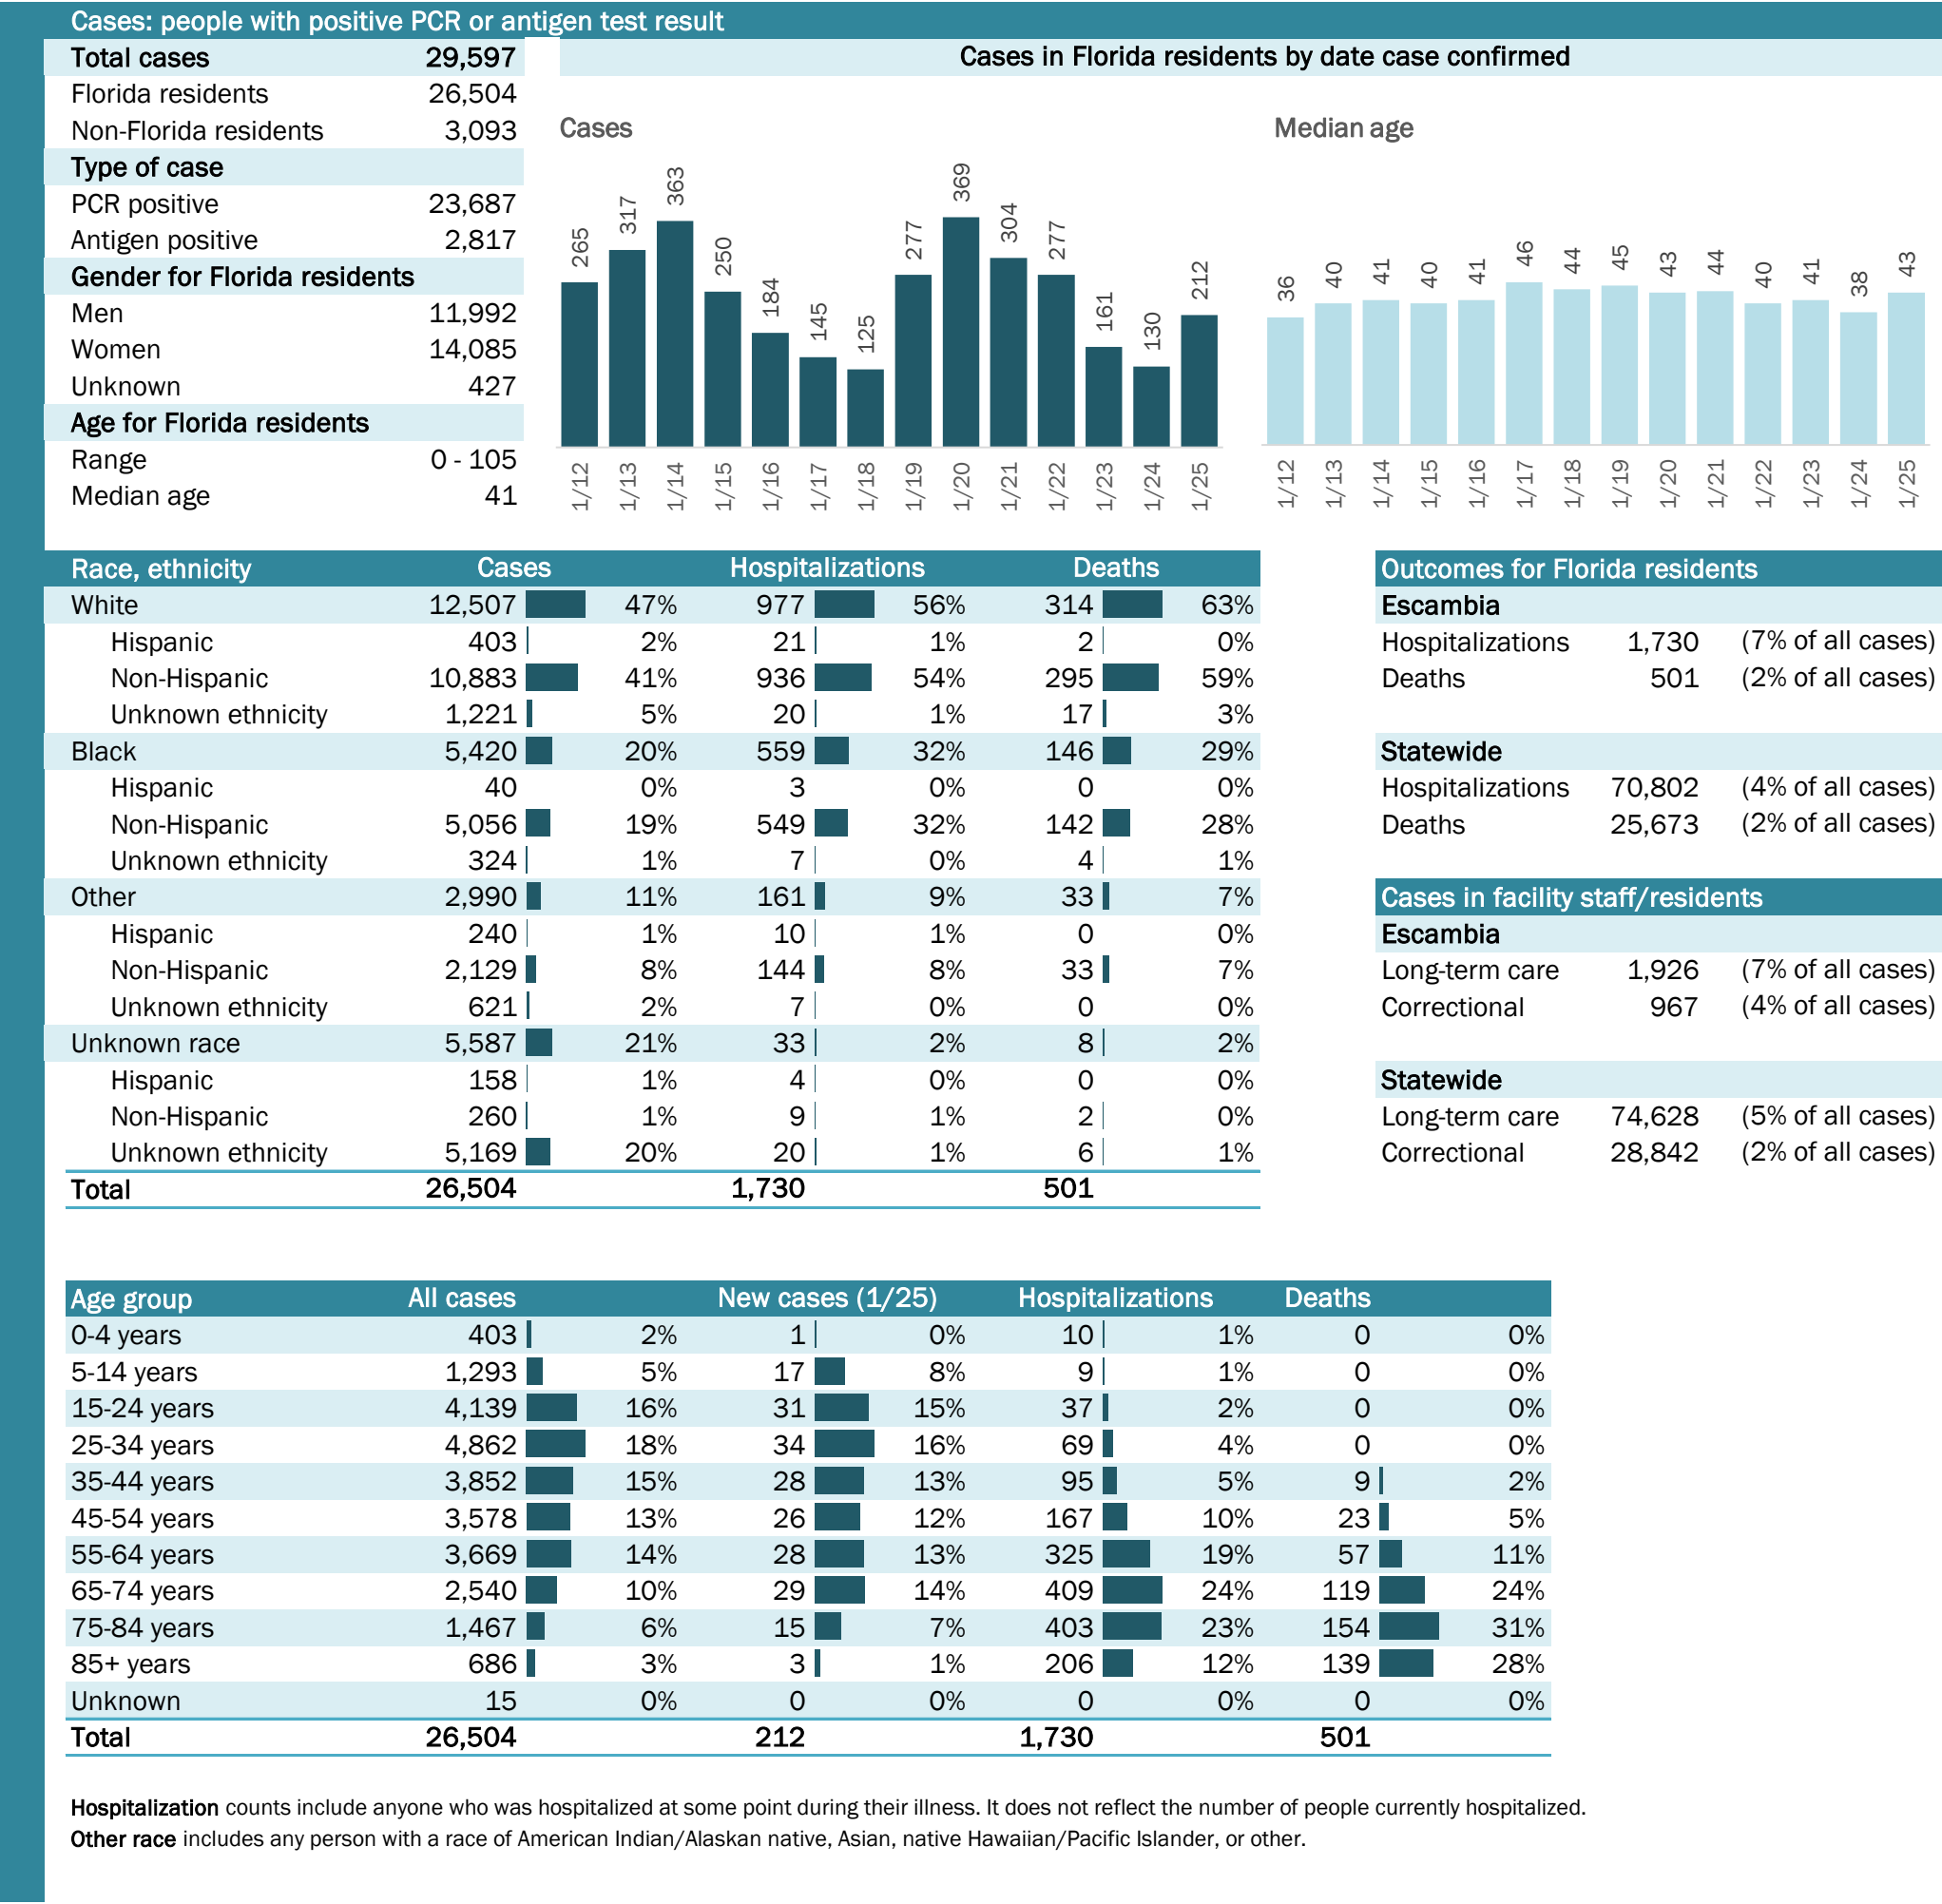 Cases: people with positive PCR or antigen test result
Total cases 29,597
Florida residents 26,504
Non-Florida residents 3,093
Type of case
PCR positive 23,687
Antigen positive 2,817
Gender for Florida residents
Men 11,992
Women 14,085
Unknown 427
Age for Florida residents
Range 0 - 105
Median age 41
Cases in Florida residents by date case confirmed
Cases
265 317 363 250 184 145 125 277 369 304 277 161 130 212
1/12 1/13 1/14 1/15 1/16 1/17 1/18 1/19 1/20 1/21 1/22 1/23 1/24 1/25
Median age
36 40 41 40 41 46 44 45 43 44 40 41 38 43
1/12 1/13 1/14 1/15 1/16 1/17 1/18 1/19 1/20 1/21 1/22 1/23 1/24 1/25
Race, ethnicity Cases Hospitalizations Deaths
White 12,507 47% 977 56% 314 63%
Hispanic 403 2% 21 1% 2 0%
Non-Hispanic 10,883 41% 936 54% 295 59%
Unknown ethnicity 1,221 5% 20 1% 17 3%
Black 5,420 20% 559 32% 146 29%
Hispanic 40 0% 3 0% 0 0%
Non-Hispanic 5,056 19% 549 32% 142 28%
Unknown ethnicity 324 1% 7 0% 4 1%
Other 2,990 11% 161 9% 33 7%
Hispanic 240 1% 10 1% 0 0%
Non-Hispanic 2,129 8% 144 8% 33 7%
Unknown ethnicity 621 2% 7 0% 0 0%
Unknown race 5,587 21% 33 2% 8 2%
Hispanic 158 1% 4 0% 0 0%
Non-Hispanic 260 1% 9 1% 2 0%
Unknown ethnicity 5,169 20% 20 1% 6 1%
Total 26,504 1,730 501
Outcomes for Florida residents
Escambia
Hospitalizations 1,730 (7% of all cases)
Deaths 501 (2% of all cases)
Statewide
Hospitalizations 70,802 (4% of all cases)
Deaths 25,673 (2% of all cases)
Cases in facility staff/residents
Escambia
Long-term care 1,926 (7% of all cases)
Correctional 967 (4% of all cases)
Statewide
Long-term care 74,628 (5% of all cases)
Correctional 28,842 (2% of all cases)
Age group All cases New cases (1/25) Hospitalizations Deaths
0-4 years 403 2% 1 0% 10 1% 0 0%
5-14 years 1,293 5% 17 8% 9 1% 0 0%
15-24 years 4,139 16% 31 15% 37 2% 0 0%
25-34 years 4,862 18% 34 16% 69 4% 0 0%
35-44 years 3,852 15% 28 13% 95 5% 9 2%
45-54 years 3,578 13% 26 12% 167 10% 23 5%
55-64 years 3,669 14% 28 13% 325 19% 57 11%
65-74 years 2,540 10% 29 14% 409 24% 119 24%
75-84 years 1,467 6% 15 7% 403 23% 154 31%
85+ years 686 3% 3 1% 206 12% 139 28%
Unknown 15 0% 0 0% 0 0% 0 0%
Total 26,504 212 1,730 501
Hospitalization counts include anyone who was hospitalized at some point during their illness. It does not reflect the number of people currently hospitalized.
Other race includes any person with a race of American Indian/Alaskan native, Asian, native Hawaiian/Pacific Islander, or other.